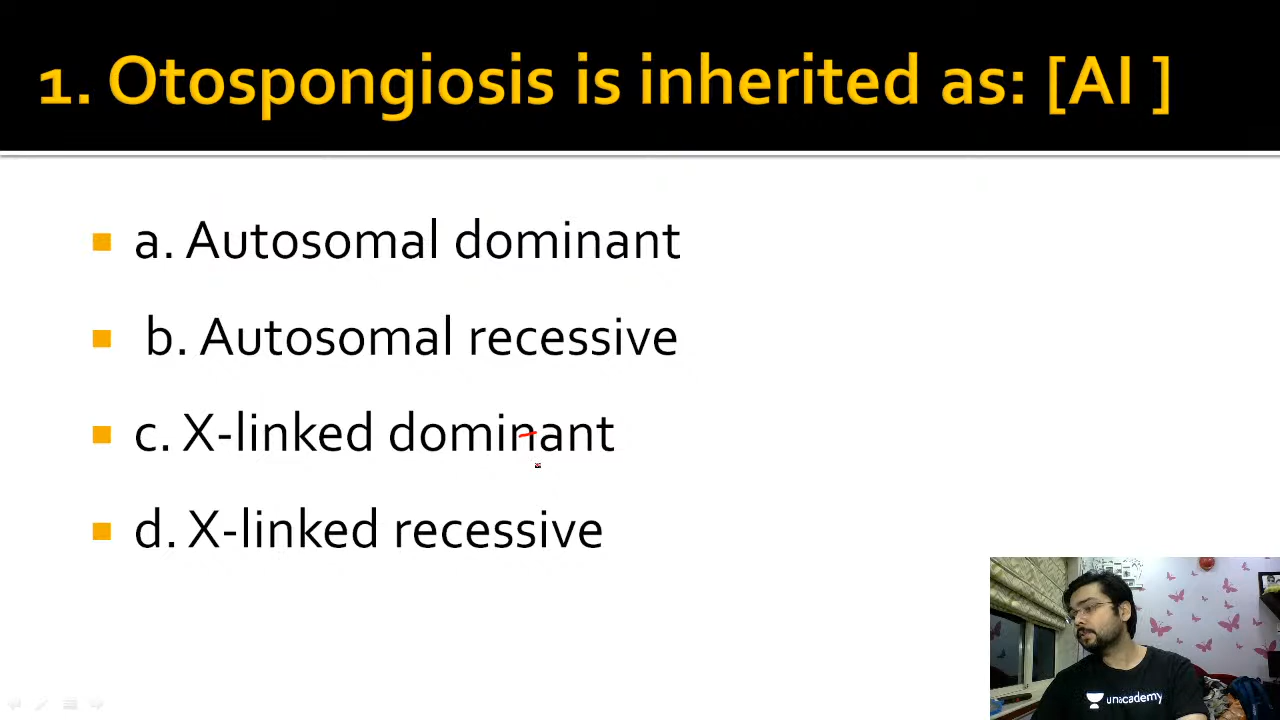 1. Otospongiosis is inherited as: [AI ]
a. Autosomal dominant
b. Autosomal recessive
c. X-linked dominant
d. X-linked recessive
unacademy